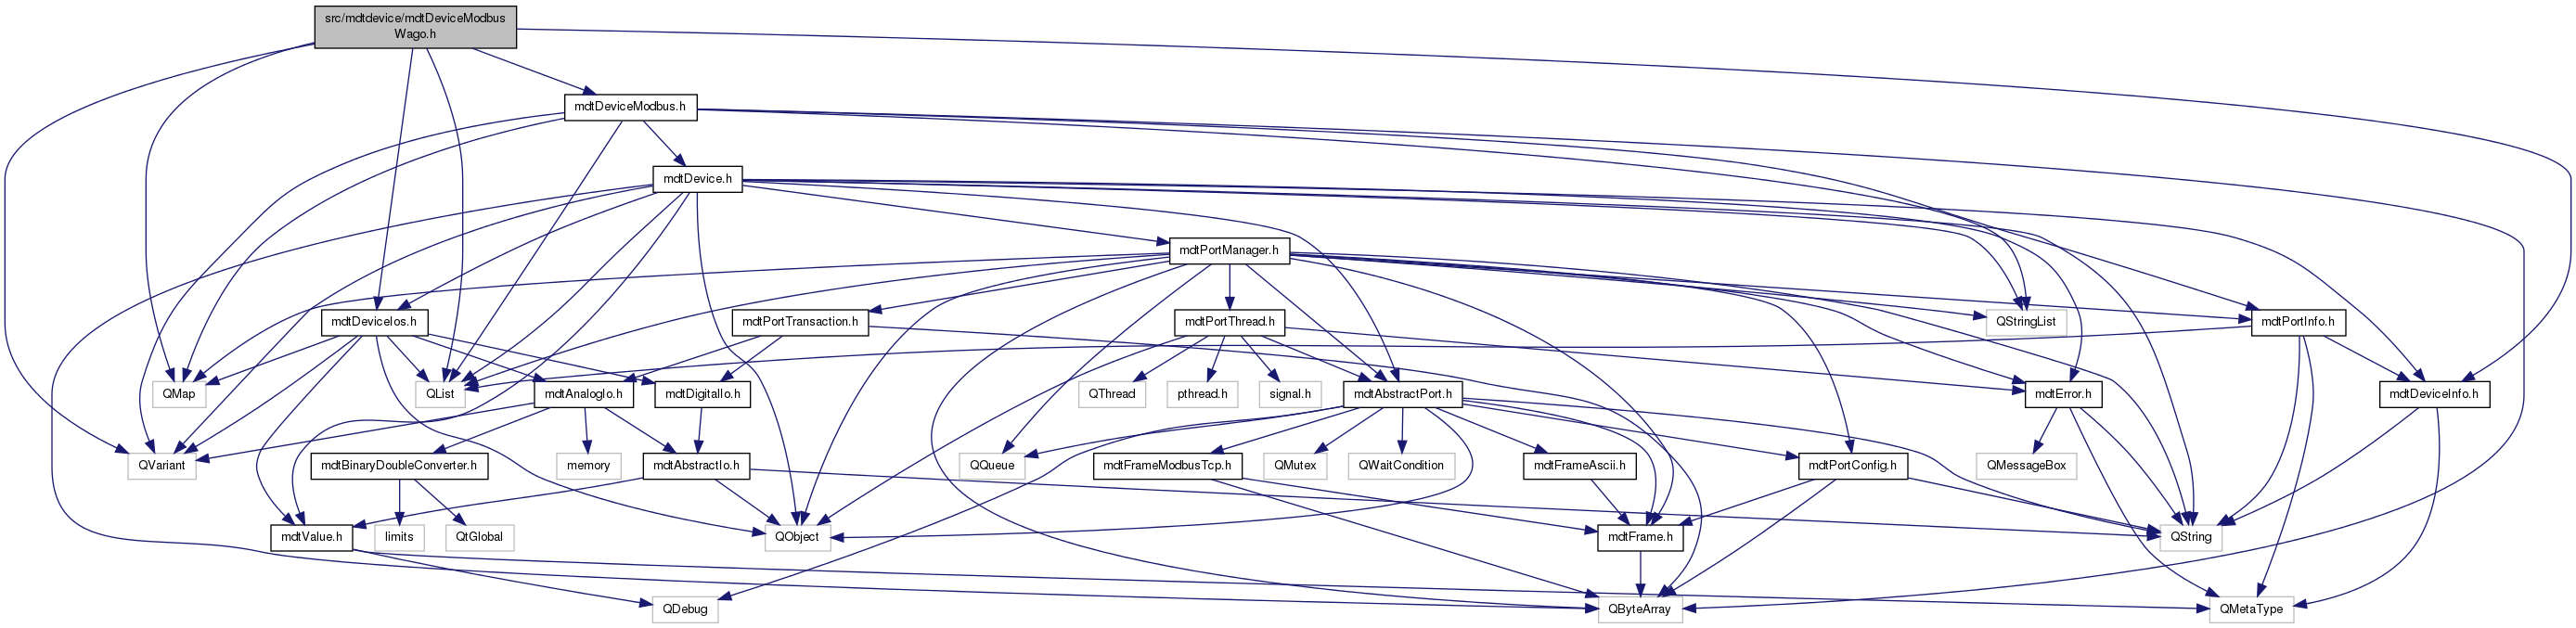 src/mdtdevice/mdtDeviceModbus
Wago.h
mdtDeviceModbus.h
mdtDevice.h
mdtPortManager.h
mdtDeviceIos.h
mdtPortTransaction.h
mdtPortThread.h
QStringList
mdtPortInfo.h
QMap
QList
mdtAnalogIo.h
mdtDigitalIo.h
QThread
pthread.h
signal.h
mdtAbstractPort.h
mdtError.h
mdtDeviceInfo.h
QVariant
mdtBinaryDoubleConverter.h
memory
mdtAbstractIo.h
QQueue
mdtFrameModbusTcp.h
QMutex
QWaitCondition
mdtFrameAscii.h
mdtPortConfig.h
QMessageBox
mdtValue.h
limits
QtGlobal
QObject
mdtFrame.h
QString
QDebug
QByteArray
QMetaType